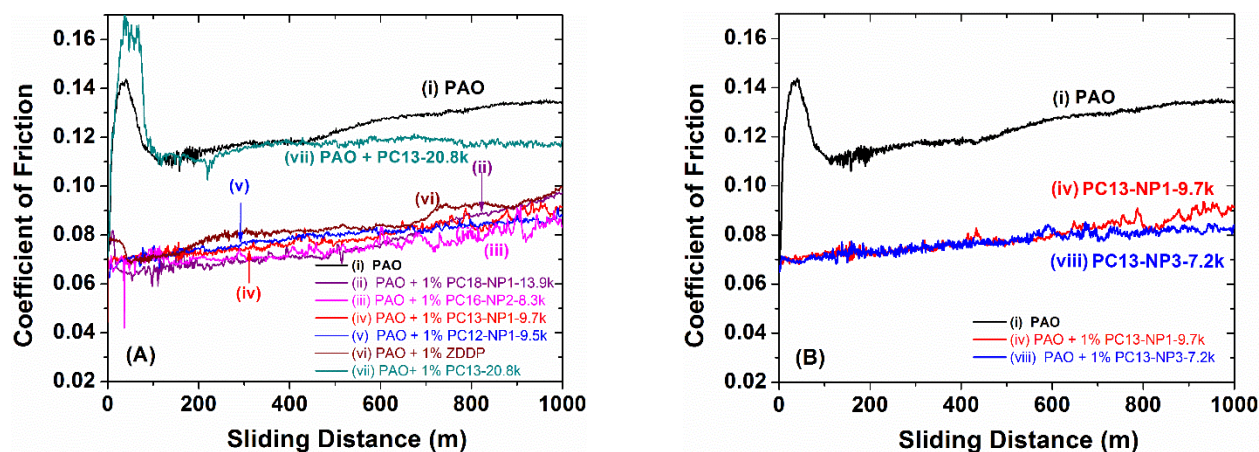 0.16
0.14
0.12
0.10
0.08
0.06
0.04
0.02
Coefficient of Friction
(i) PAO
(vii) PAO + PC13-20.8k
(ii)
(v)
(vi)
(iii)
(iv)
(A)
(i) PAO
(ii) PAO + 1% PC18-NP1-13.9k
(iii) PAO + 1% PC16-NP2-8.3k
(iv) PAO + 1% PC13-NP1-9.7k
(v) PAO + 1% PC12-NP1-9.5k
(vi) PAO + 1% ZDDP
(vii) PAO+ 1% PC13-20.8k
0 200 400 600 800 1000
Sliding Distance (m)
0.16
0.14
0.12
0.10
0.08
0.06
0.04
0.02
Coefficient of Friction
(i) PAO
(iv) PC13-NP1-9.7k
(viii) PC13-NP3-7.2k
(B)
(i) PAO
(iv) PAO + 1% PC13-NP1-9.7k
(viii) PAO + 1% PC13-NP3-7.2k
0 200 400 600 800 1000
Sliding Distance (m)